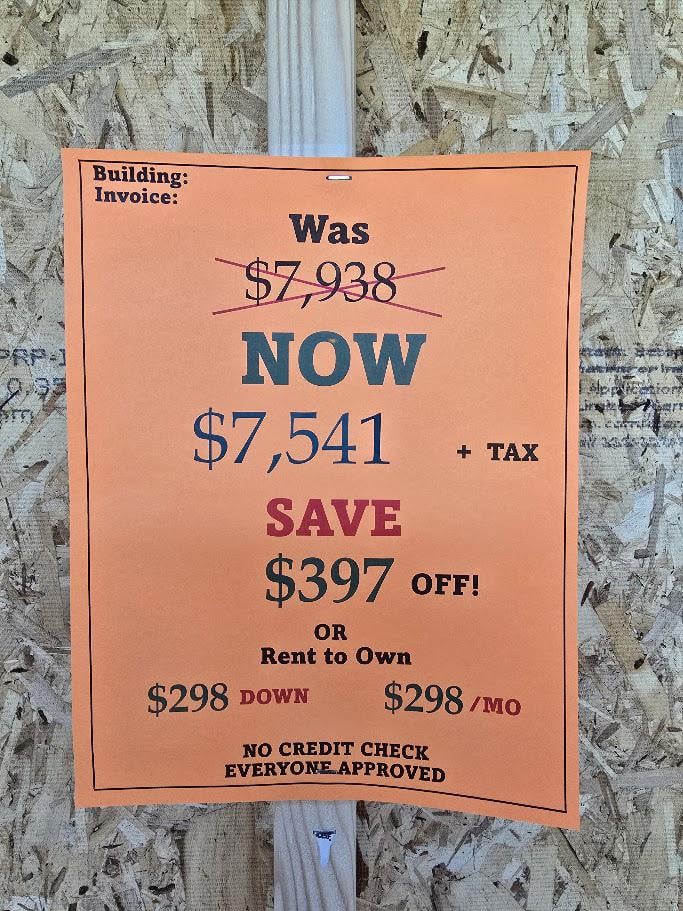 Building:
Invoice:
Was
$7,938
NOW
$7,541 + TAX
SAVE
$397 OFF!
OR
Rent to Own
$298 DOWN $298 /MO
NO CREDIT CHECK
EVERYONE APPROVED